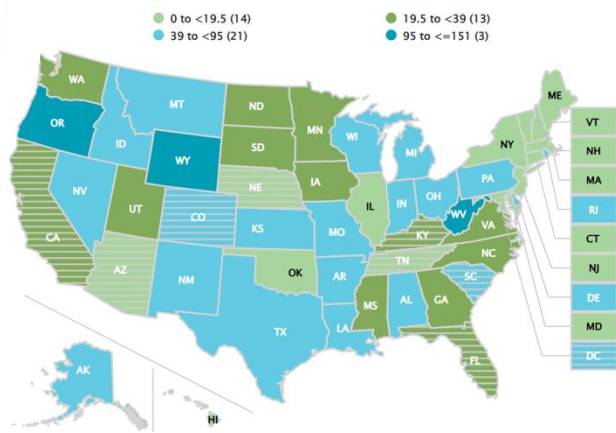 0 to <19.5 (14)
19.5 to <39 (13)
39 to <95 (21)
95 to <=151 (3)
WA
MT
ND
MN
ME
VT
OR
ID
WY
SD
WI
MI
NY
NH
MA
NV
UT
CO
NE
IA
IL
IN
OH
PA
RI
CT
CA
AZ
NM
KS
MO
KY
WV
VA
NJ
OK
AR
TN
NC
SC
DE
TX
LA
MS
AL
GA
MD
FL
DC
AK
HI